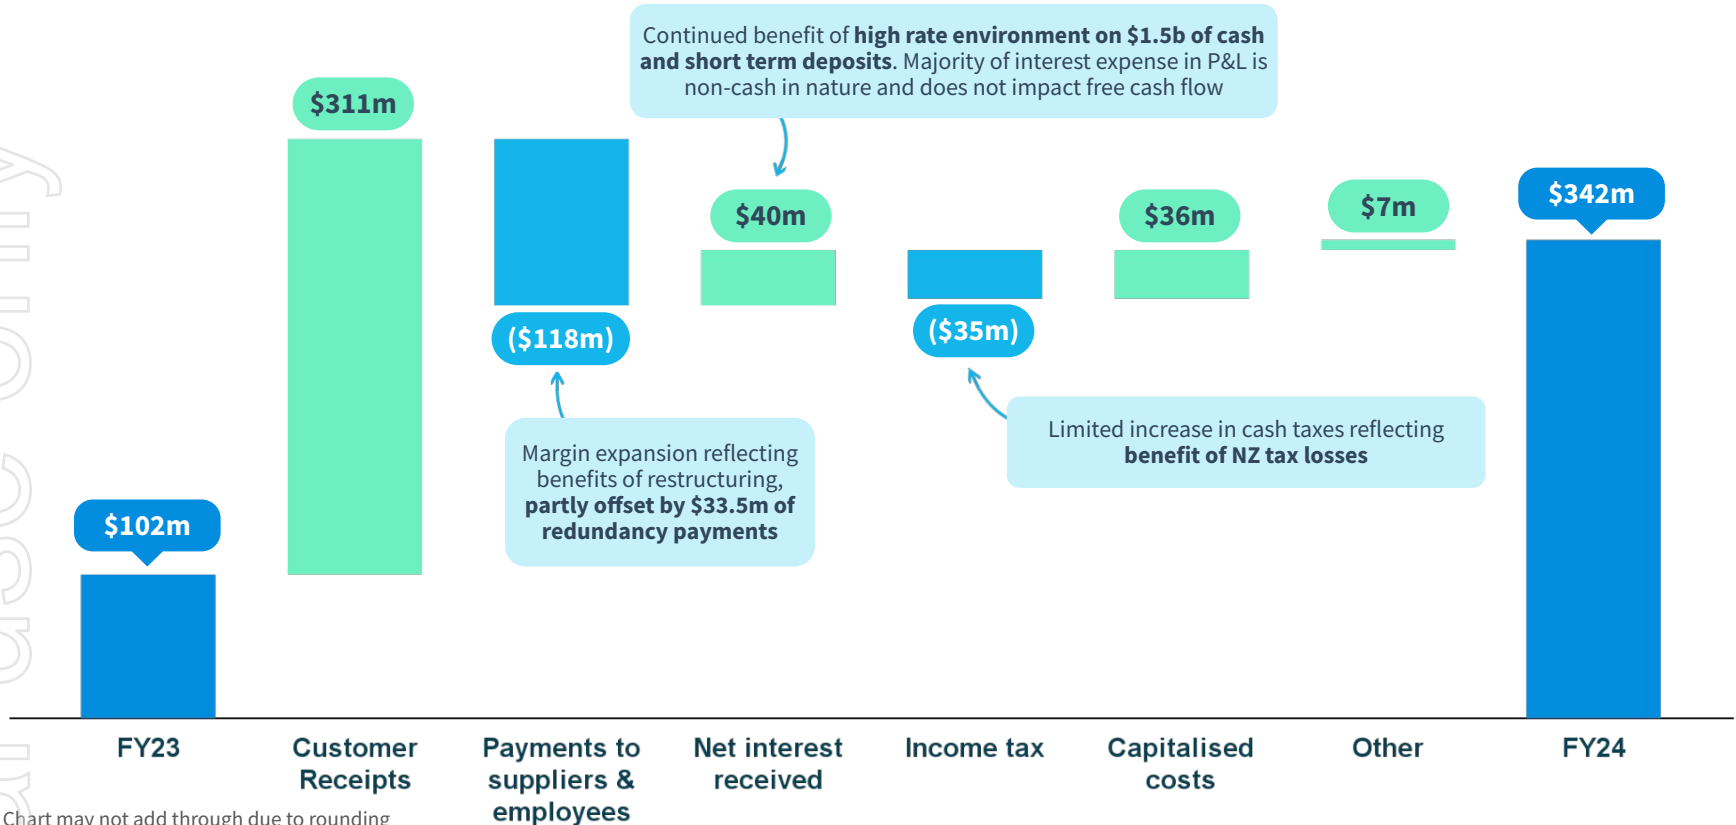 Continued benefit of high rate environment on $1.5b of cash
and short term deposits. Majority of interest expense in P&L is
non-cash in nature and does not impact free cash flow
$311m
$40m
$36m
$7m
$342m
($118m)
($35m)
Margin expansion reflecting
benefits of restructuring,
partly offset by $33.5m of
redundancy payments
Limited increase in cash taxes reflecting
benefit of NZ tax losses
$102m
FY23
Customer
Receipts
Payments to
suppliers &
employees
Net interest
received
Income tax
Capitalised
costs
Other
FY24
Chart may not add through due to rounding
use only